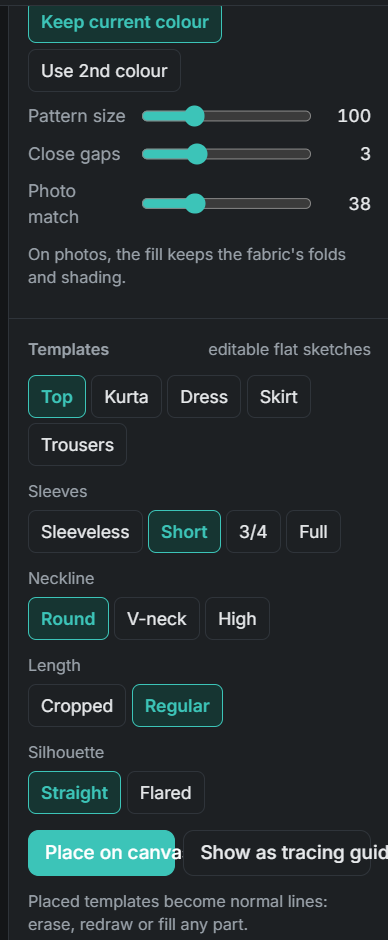 Keep current colour
Use 2nd colour
Pattern size 100
Close gaps 3
Photo
match 38
On photos, the fill keeps the fabric's folds
and shading.
Templates editable flat sketches
Top Kurta Dress Skirt
Trousers
Sleeves
Sleeveless Short 3/4 Full
Neckline
Round V-neck High
Length
Cropped Regular
Silhouette
Straight Flared
Place on canva Show as tracing guid
Placed templates become normal lines:
erase, redraw or fill any part.